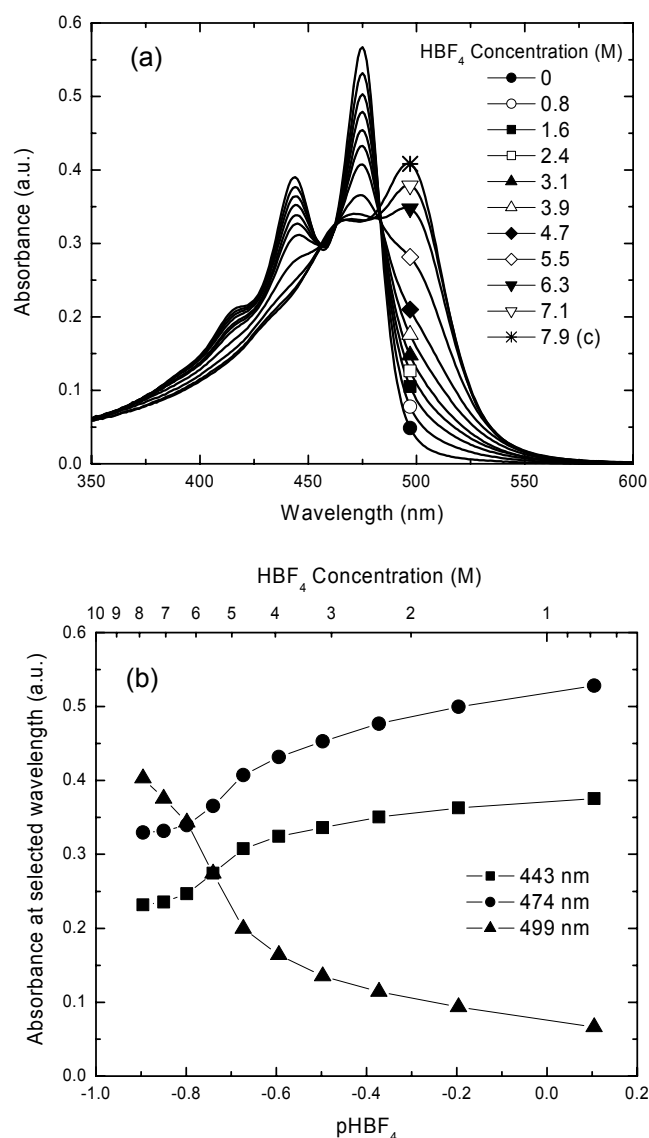 (a)
HBF4 Concentration (M)
0
0.8
1.6
2.4
3.1
3.9
4.7
5.5
6.3
7.1
7.9 (c)
0.6
0.5
0.4
0.3
0.2
0.1
0.0
Absorbance (a.u.)
350 400 450 500 550 600
Wavelength (nm)
HBF4 Concentration (M)
10 9 8 7 6 5 4 3 2 1
(b)
0.6
0.5
0.4
0.3
0.2
0.1
0.0
Absorbance at selected wavelength (a.u.)
443 nm
474 nm
499 nm
-1.0 -0.8 -0.6 -0.4 -0.2 0.0 0.2
pHBF4